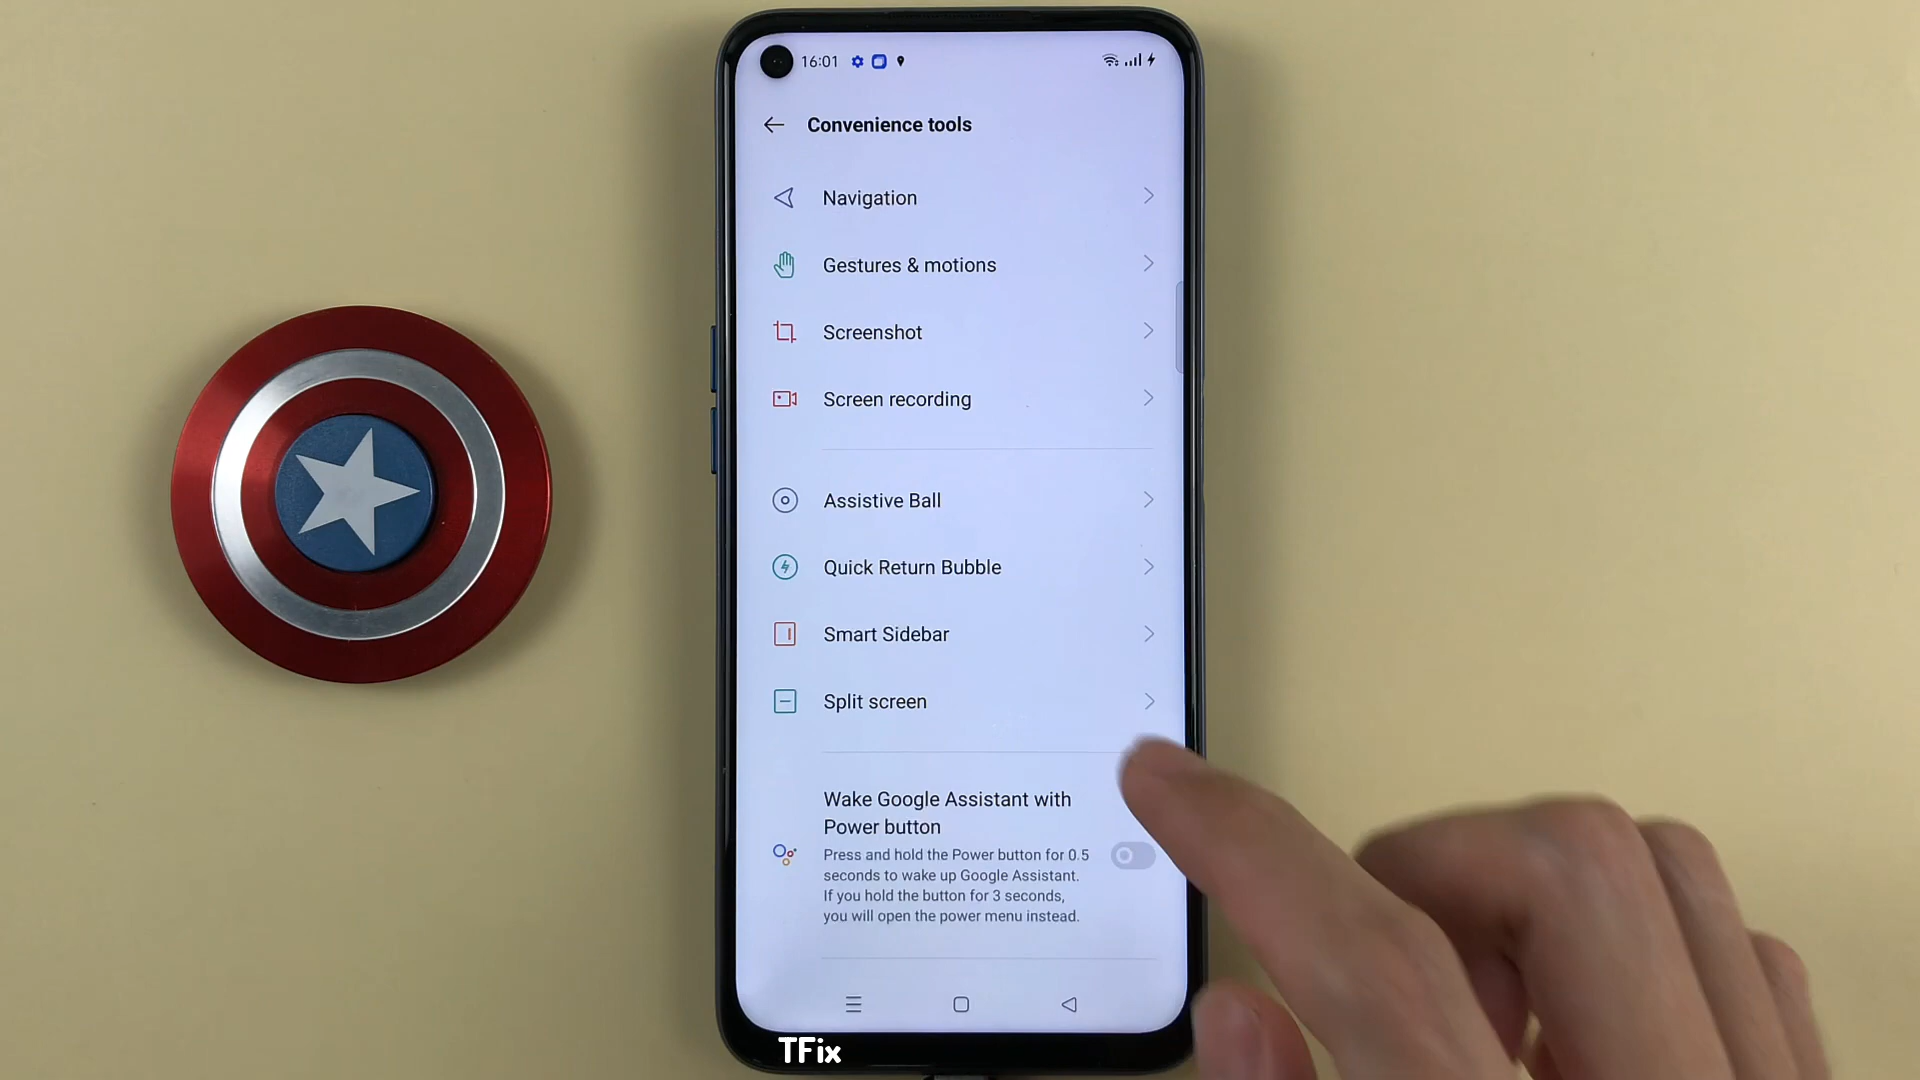 16:01
Convenience tools
Navigation
Gestures & motions
Screenshot
Screen recording
Assistive Ball
Quick Return Bubble
Smart Sidebar
Split screen
Wake Google Assistant with
Power button
Press and hold the Power button for 0.5
seconds to wake up Google Assistant.
If you hold the button for 3 seconds,
you will open the power menu instead.
TFix